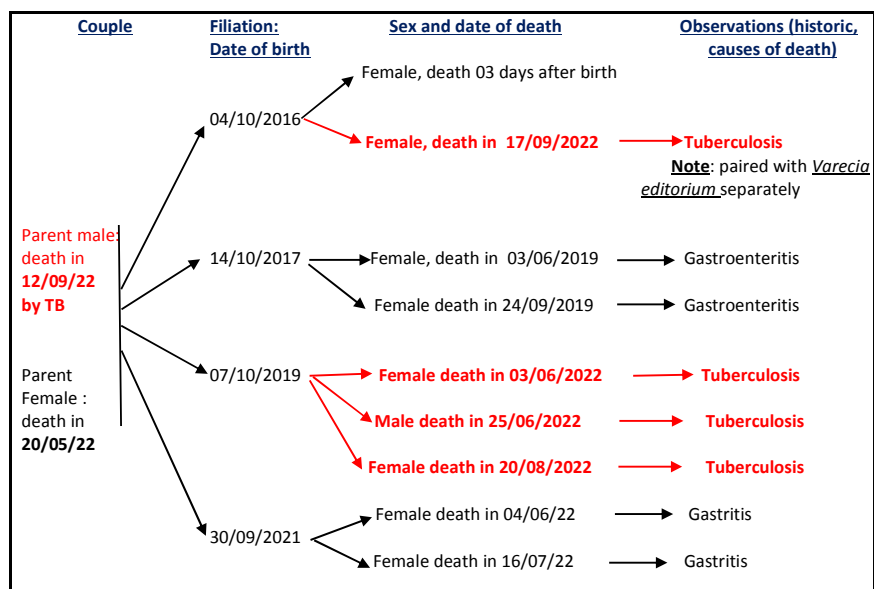 Couple
Filiation:
Date of birth
Sex and date of death
Observations (historic,
causes of death)
Parent male:
death in
12/09/22
by TB
Parent
Female :
death in
20/05/22
04/10/2016
Female, death 03 days after birth
Female, death in 17/09/2022
Tuberculosis
Note: paired with Varecia
editorium separately
14/10/2017
Female, death in 03/06/2019
Gastroenteritis
Female death in 24/09/2019
Gastroenteritis
07/10/2019
Female death in 03/06/2022
Tuberculosis
Male death in 25/06/2022
Tuberculosis
Female death in 20/08/2022
Tuberculosis
30/09/2021
Female death in 04/06/22
Gastritis
Female death in 16/07/22
Gastritis